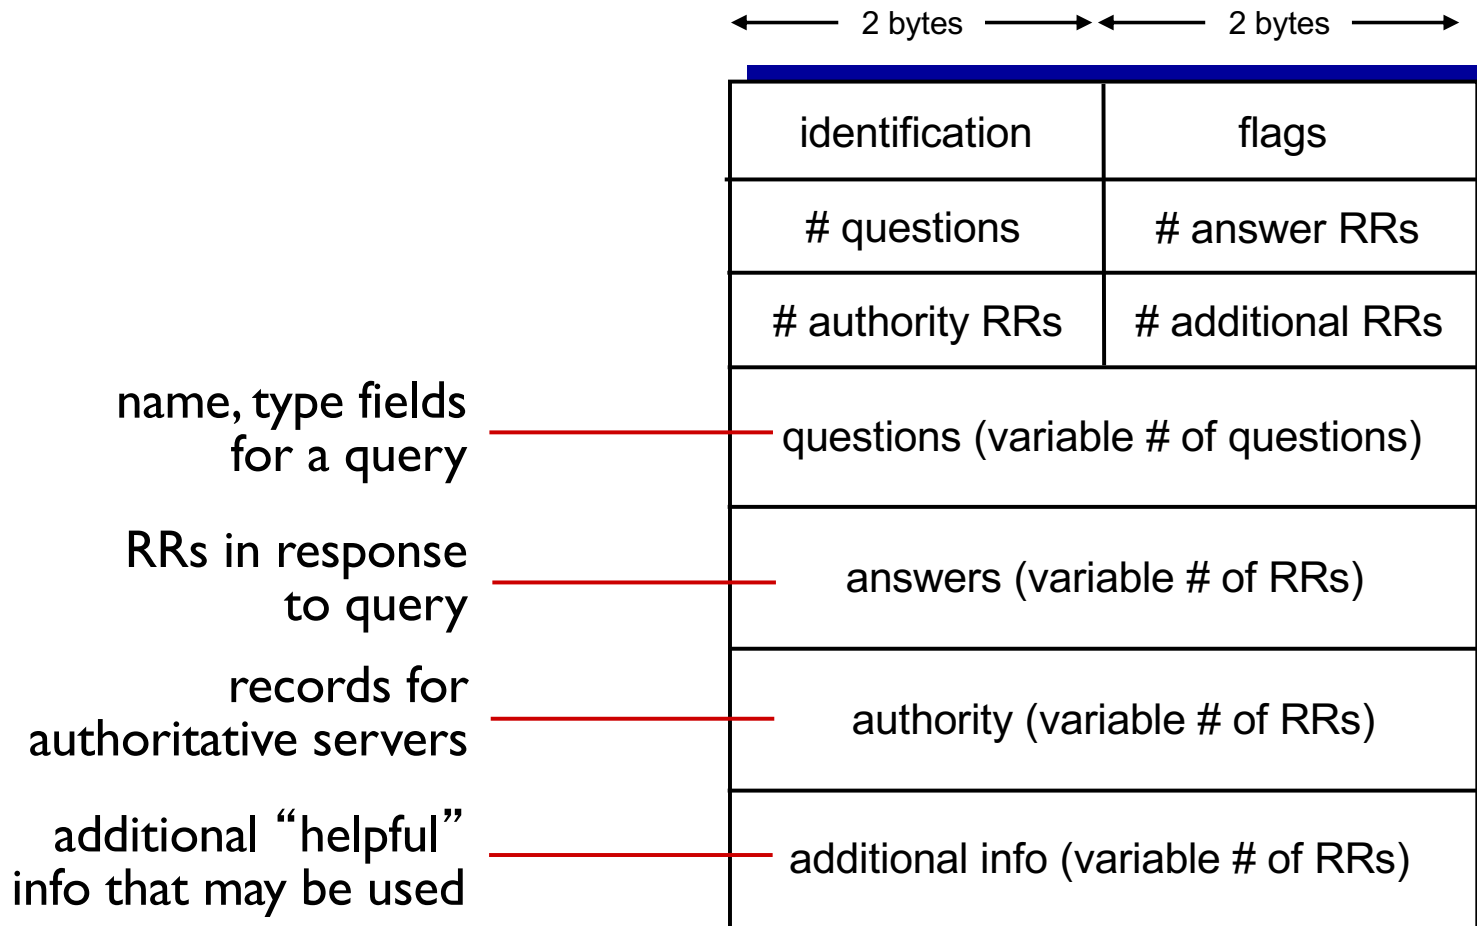 2 bytes 2 bytes
identification flags
# questions # answer RRs
# authority RRs # additional RRs
name, type fields
for a query
questions (variable # of questions)
RRs in response
to query
answers (variable # of RRs)
records for
authoritative servers
authority (variable # of RRs)
additional “helpful”
info that may be used
additional info (variable # of RRs)